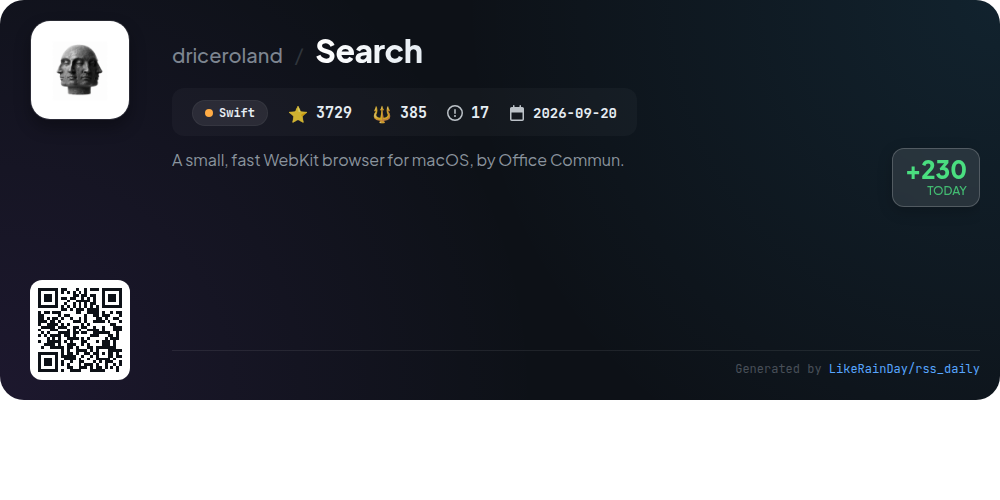 driceroland / Search
Swift 3729 385 17 2026-09-20
A small, fast WebKit browser for macOS, by Office Commun.
+230
TODAY
Generated by LikeRainDay/rss_daily